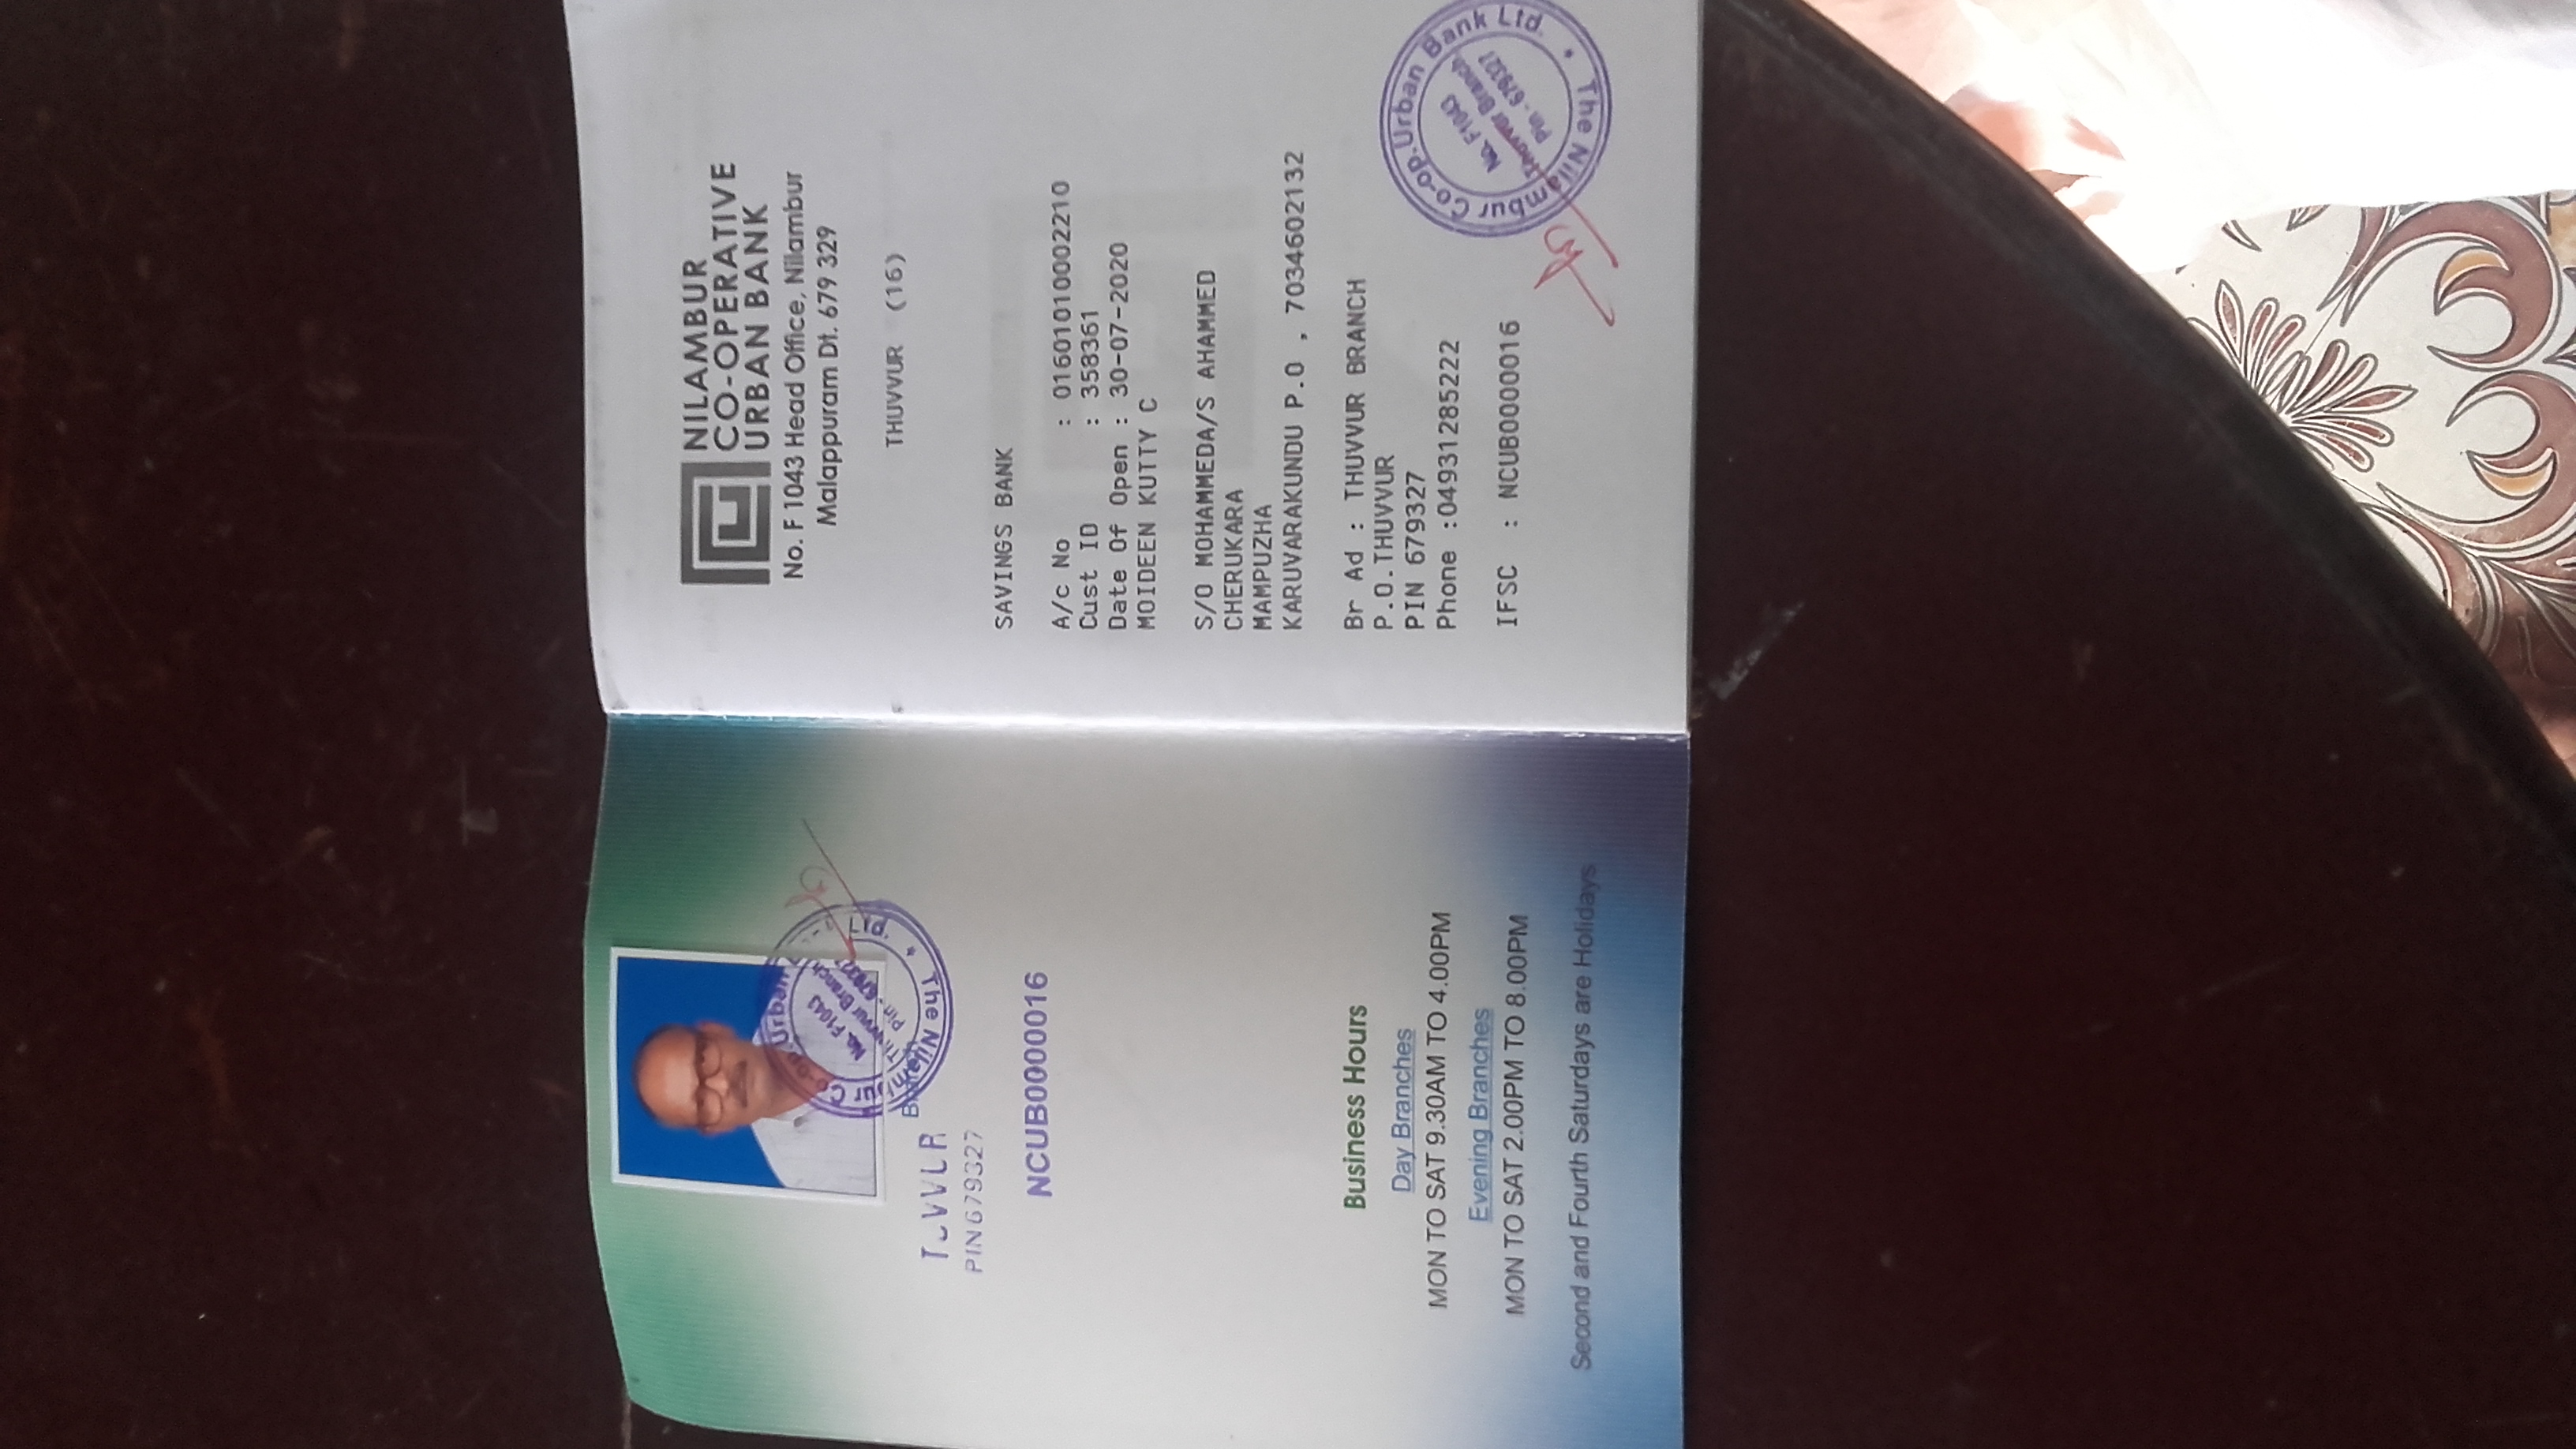 The Nilambur Co-op.Urban Ltd.
No. F1043
Thuvvur Branch
Pin - 679327
Branch
PIN 679327
NCUB0000016
Business Hours
Day Branches
MON TO SAT 9.30AM TO 4.00PM
Evening Branches
MON TO SAT 2.00PM TO 8.00PM
Second and Fourth Saturdays are Holidays
NILAMBUR
CO-OPERATIVE
URBAN BANK
No. F 1043 Head Office, Nilambur
Malappuram Dt. 679 329
THUVVUR (16)
SAVINGS BANK
A/c No : 01601010002210
Cust ID : 358361
Date Of Open : 30-07-2020
MOIDEEN KUTTY C
S/O MOHAMMEDA/S AHAMMED
CHERUKARA
MAMPUZHA
KARUVARAKUNDU P.O , 7034602132
Br Ad : THUVVUR BRANCH
P.O.THUVVUR
PIN 679327
Phone :04931285222
IFSC : NCUB0000016
The Nilambur Co-op.Urban Bank Ltd.
No. F1043
Thuvvur Branch
Pin - 679327